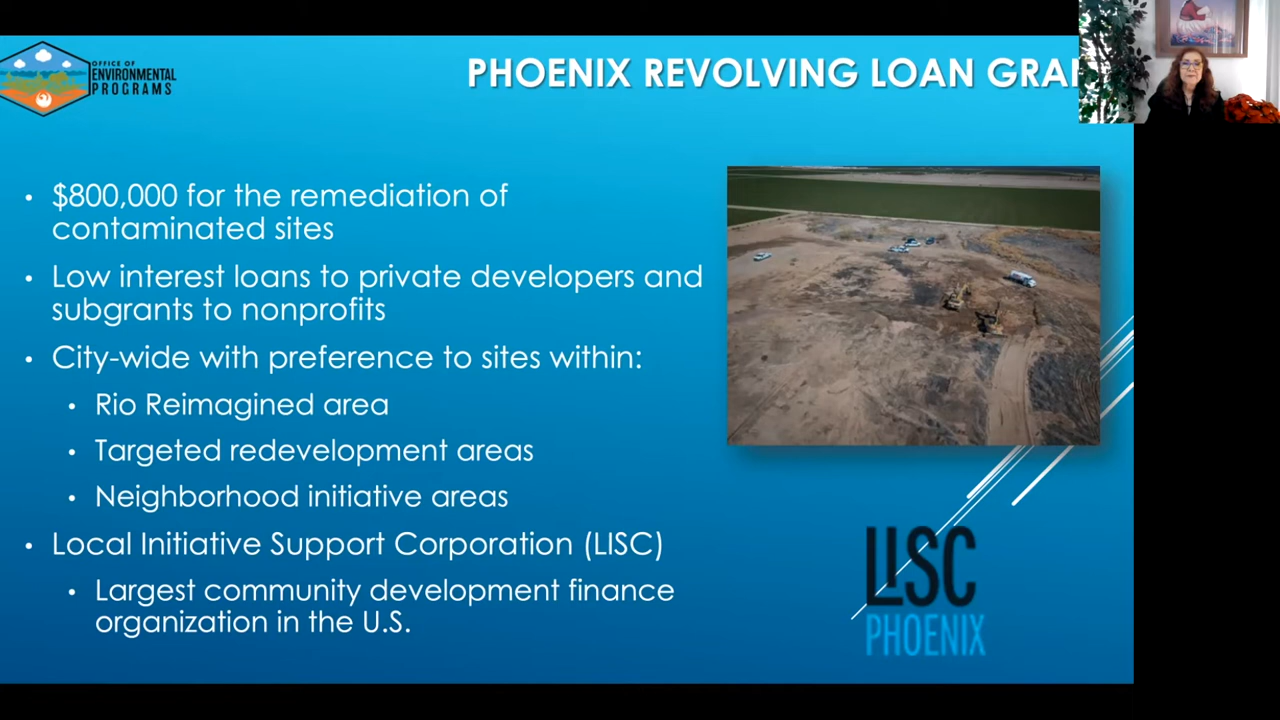 OFFICE OF
ENVIRONMENTAL
PROGRAMS
PHOENIX REVOLVING LOAN
• $800,000 for the remediation of
contaminated sites
• Low interest loans to private developers and
subgrants to nonprofits
• City-wide with preference to sites within:
• Rio Reimagined area
• Targeted redevelopment areas
• Neighborhood initiative areas
• Local Initiative Support Corporation (LISC)
• Largest community development finance
organization in the U.S.
LISC
PHOENIX